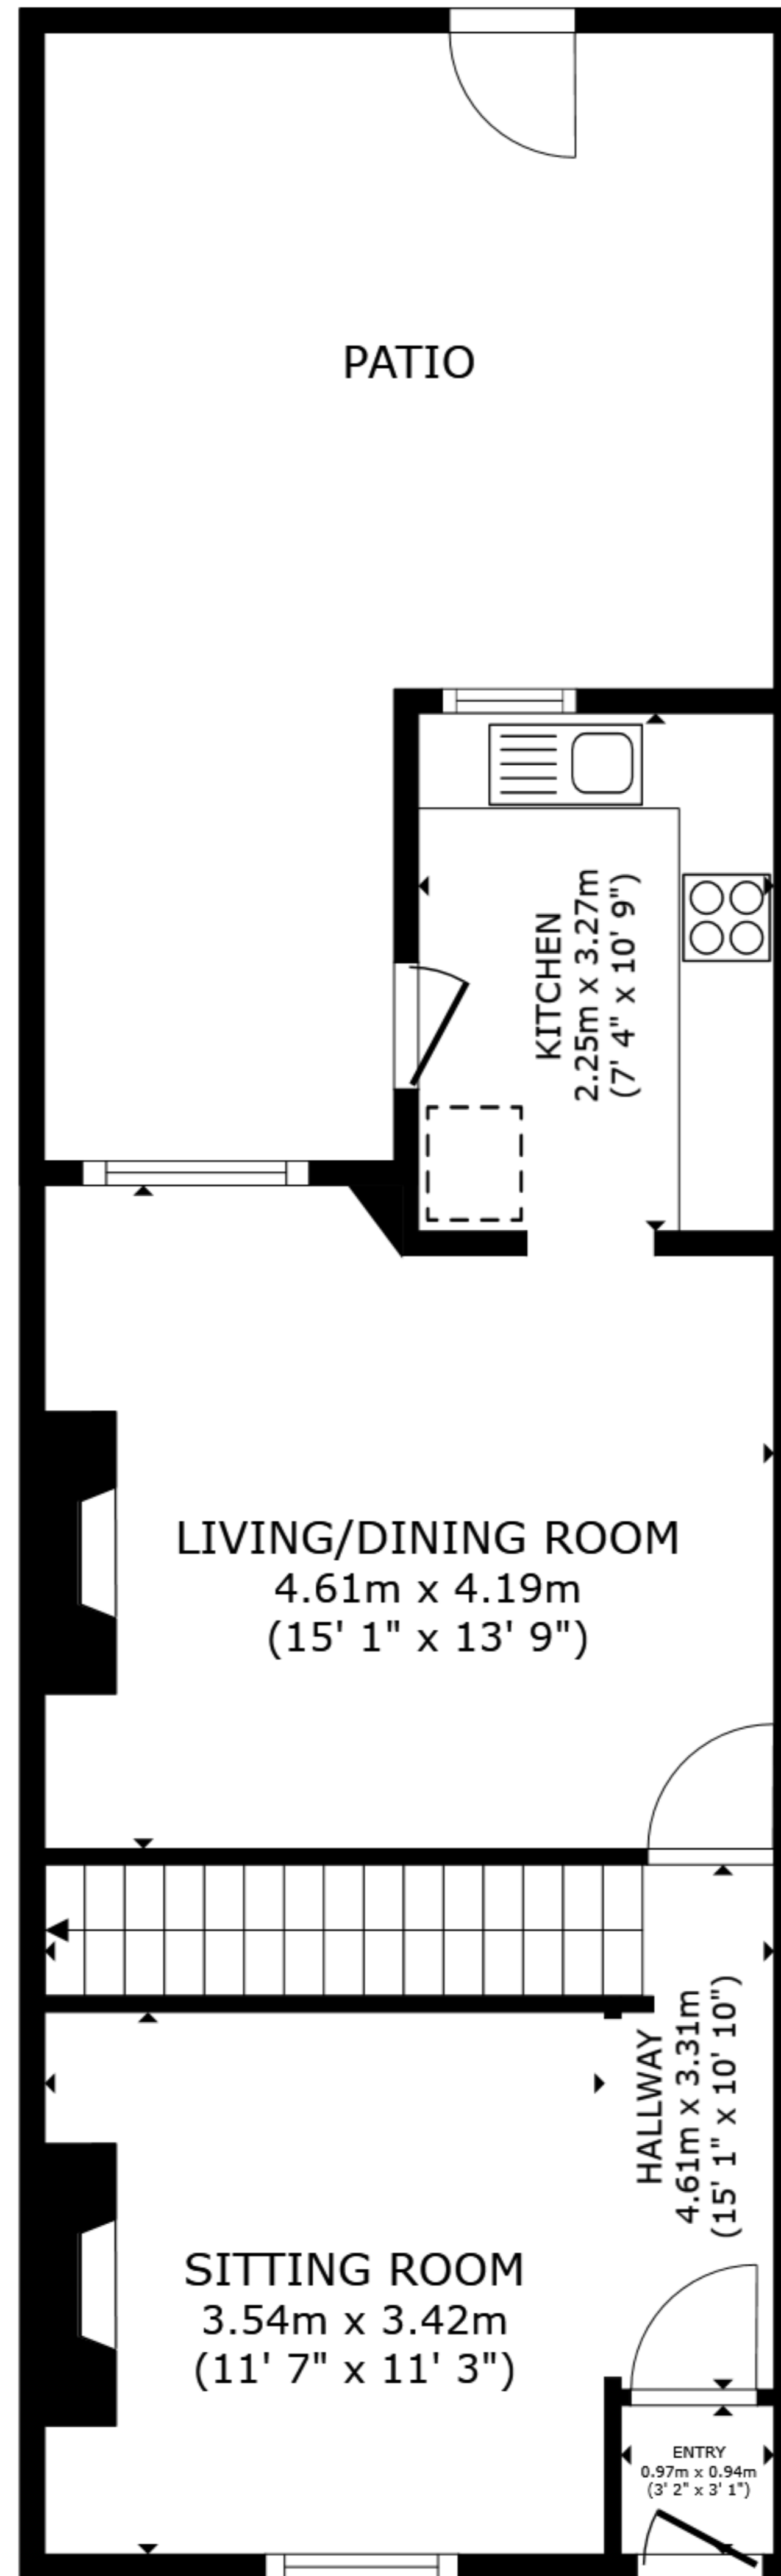 PATIO
KITCHEN
2.25m x 3.27m
(7' 4" x 10' 9")
LIVING/DINING ROOM
4.61m x 4.19m
(15' 1" x 13' 9")
HALLWAY
4.61m x 3.31m
(15' 1" x 10' 10")
SITTING ROOM
3.54m x 3.42m
(11' 7" x 11' 3")
ENTRY
0.97m x 0.94m
(3' 2" x 3' 1")